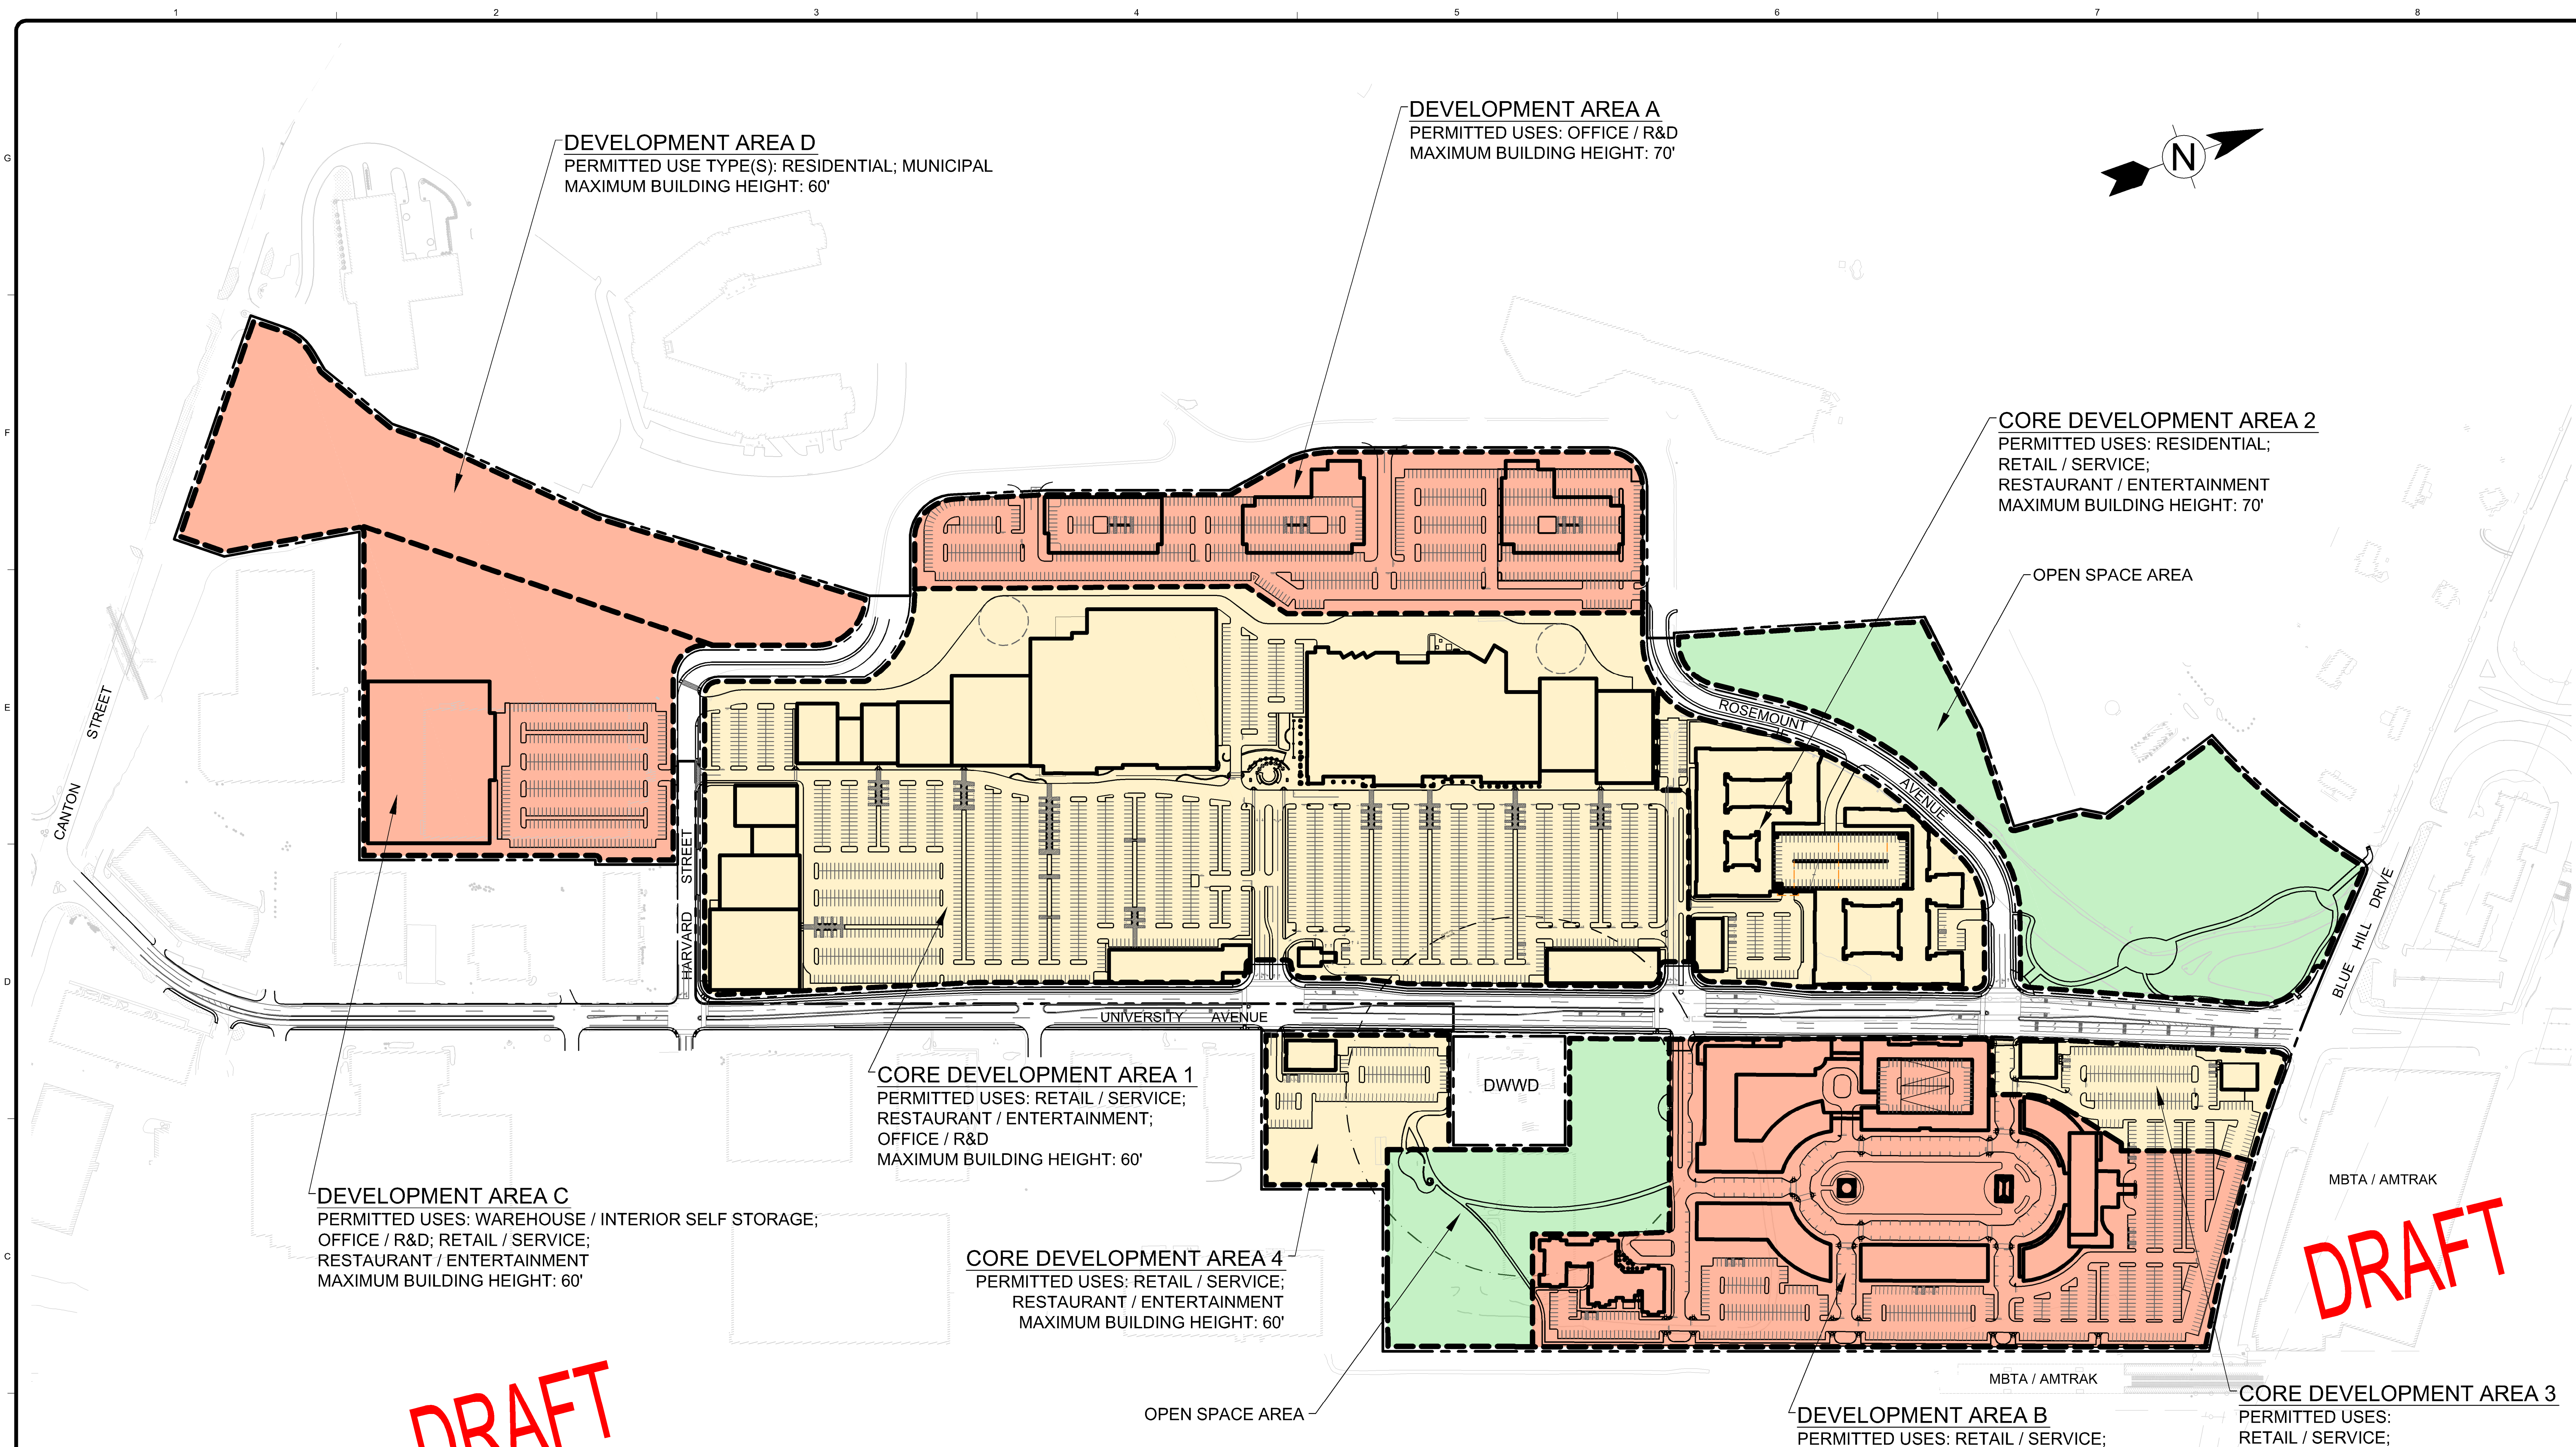 1 2 3 4 5 6 7 8
G
F
E
D
C
DEVELOPMENT AREA D
PERMITTED USE TYPE(S): RESIDENTIAL; MUNICIPAL
MAXIMUM BUILDING HEIGHT: 60'
DEVELOPMENT AREA A
PERMITTED USES: OFFICE / R&D
MAXIMUM BUILDING HEIGHT: 70'
N
CORE DEVELOPMENT AREA 2
PERMITTED USES: RESIDENTIAL;
RETAIL / SERVICE;
RESTAURANT / ENTERTAINMENT
MAXIMUM BUILDING HEIGHT: 70'
OPEN SPACE AREA
CANTON STREET
HARVARD STREET
ROSEMOUNT AVENUE
BLUE HILL DRIVE
UNIVERSITY AVENUE
DWWD
CORE DEVELOPMENT AREA 1
PERMITTED USES: RETAIL / SERVICE;
RESTAURANT / ENTERTAINMENT;
OFFICE / R&D
MAXIMUM BUILDING HEIGHT: 60'
DEVELOPMENT AREA C
PERMITTED USES: WAREHOUSE / INTERIOR SELF STORAGE;
OFFICE / R&D; RETAIL / SERVICE;
RESTAURANT / ENTERTAINMENT
MAXIMUM BUILDING HEIGHT: 60'
CORE DEVELOPMENT AREA 4
PERMITTED USES: RETAIL / SERVICE;
RESTAURANT / ENTERTAINMENT
MAXIMUM BUILDING HEIGHT: 60'
MBTA / AMTRAK
DRAFT
DRAFT
OPEN SPACE AREA
MBTA / AMTRAK
DEVELOPMENT AREA B
PERMITTED USES: RETAIL / SERVICE;
CORE DEVELOPMENT AREA 3
PERMITTED USES:
RETAIL / SERVICE;